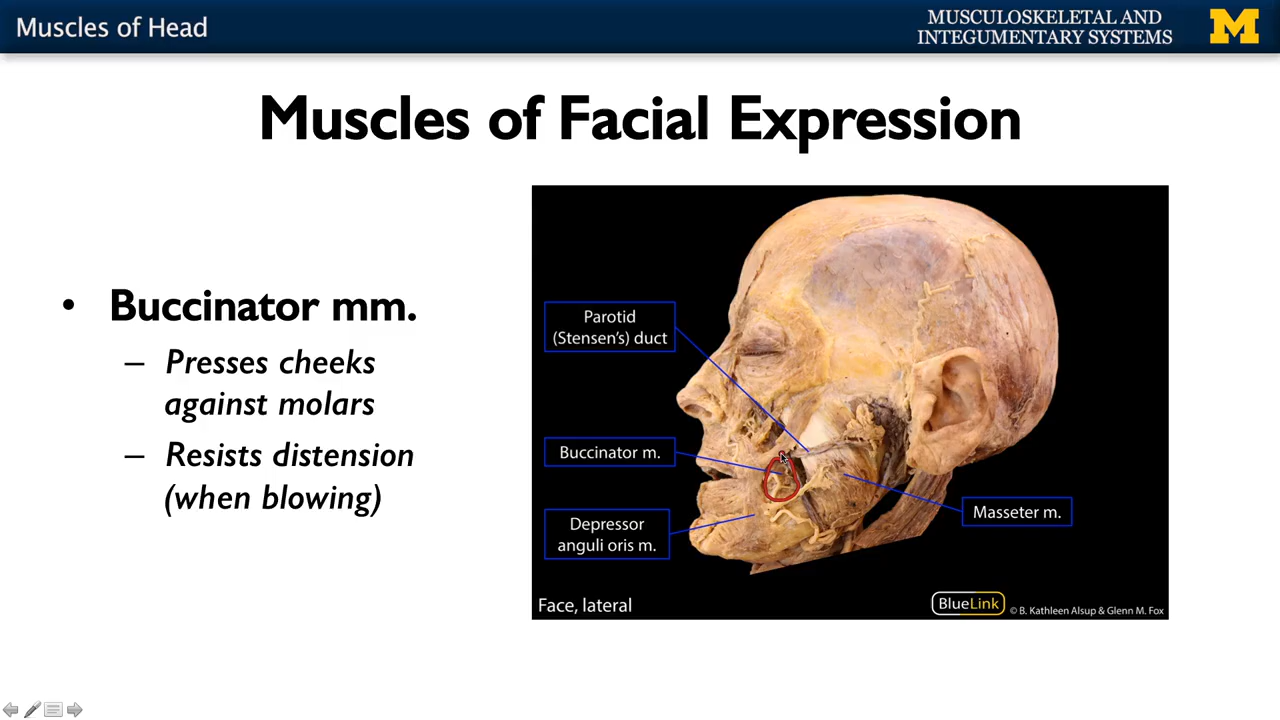 Muscles of Head
MUSCULOSKELETAL AND
INTEGUMENTARY SYSTEMS
M
Muscles of Facial Expression
• Buccinator mm.
– Presses cheeks
against molars
– Resists distension
(when blowing)
Parotid
(Stensen's) duct
Buccinator m.
Depressor
anguli oris m.
Masseter m.
Face, lateral
BlueLink
© B. Kathleen Alsup & Glenn M. Fox